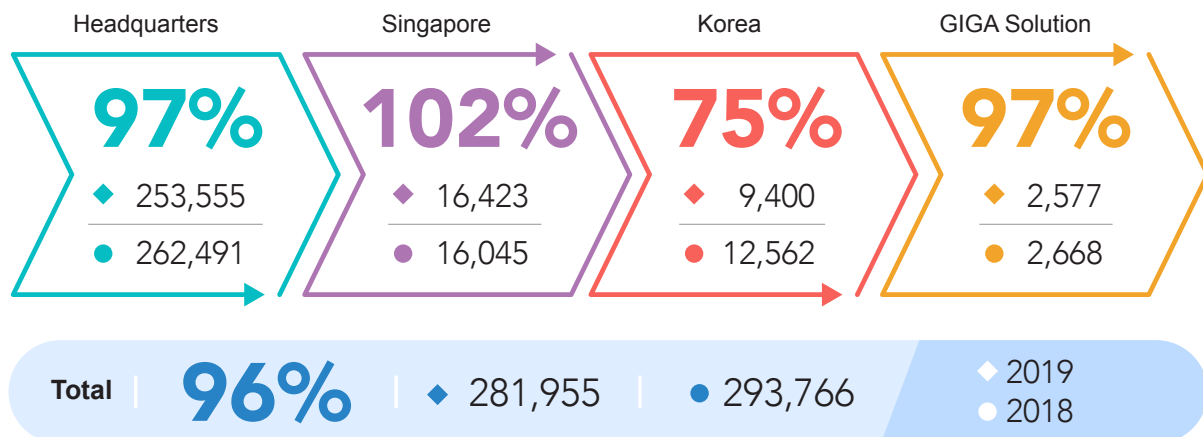 Headquarters
97%
253,555
262,491
Singapore
102%
16,423
16,045
Korea
75%
9,400
12,562
GIGA Solution
97%
2,577
2,668
Total 96% 281,955 293,766
2019
2018